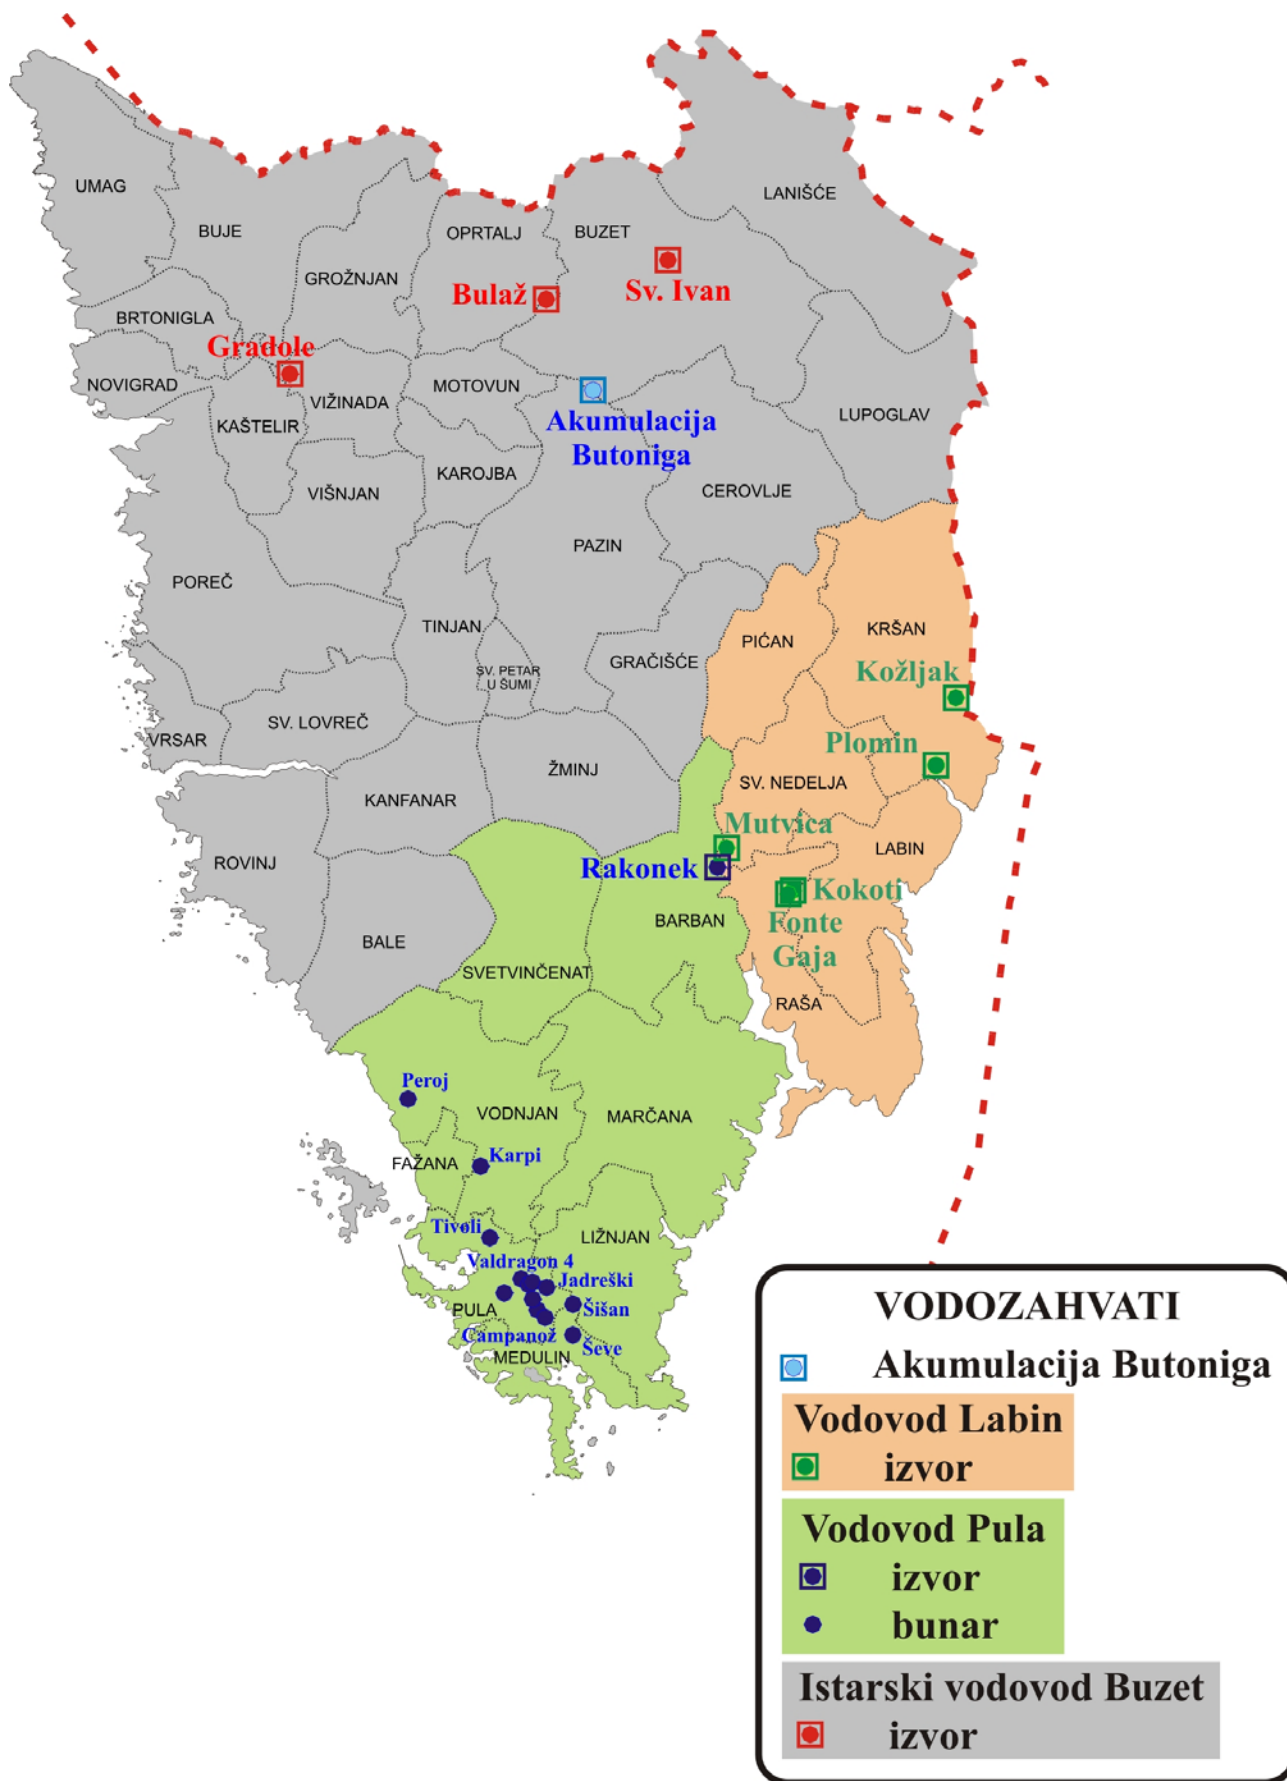 UMAG
BUJE
GROŽNJAN
OPRTALJ
BUZET
LANIŠĆE
Bulaž
Sv. Ivan
BRTONIGLA
Gradole
NOVIGRAD
KAŠTELIR
VIŽINADA
MOTOVUN
Akumulacija
Butoniga
LUPOGLAV
VIŠNJAN
KAROJBA
CEROVLJE
PAZIN
POREČ
TINJAN
SV. PETAR
U ŠUMI
GRAČIŠĆE
PIĆAN
KRŠAN
Kožljak
SV. LOVREČ
VRSAR
Plomin
ŽMINJ
SV. NEDELJA
KANFANAR
Mutvica
LABIN
ROVINJ
Rakonek
Kokoti
Fonte
Gaja
BARBAN
BALE
SVETVINČENAT
RAŠA
Peroj
VODNJAN
MARČANA
FAŽANA
Karpi
Tivoli
LIŽNJAN
Valdragon 4
Jadreški
PULA
Šišan
Campanož
Ševe
MEDULIN
VODOZAHVATI
Akumulacija Butoniga
Vodovod Labin
izvor
Vodovod Pula
izvor
bunar
Istarski vodovod Buzet
izvor